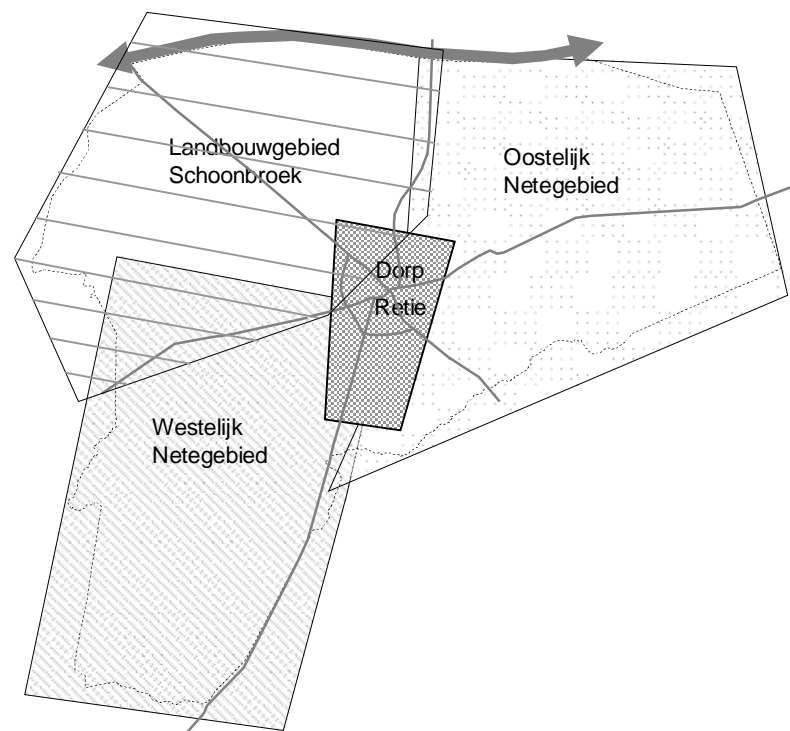 Landbouwgebied
Schoonbroek
Oostelijk
Netegebied
Dorp
Retie
Westelijk
Netegebied